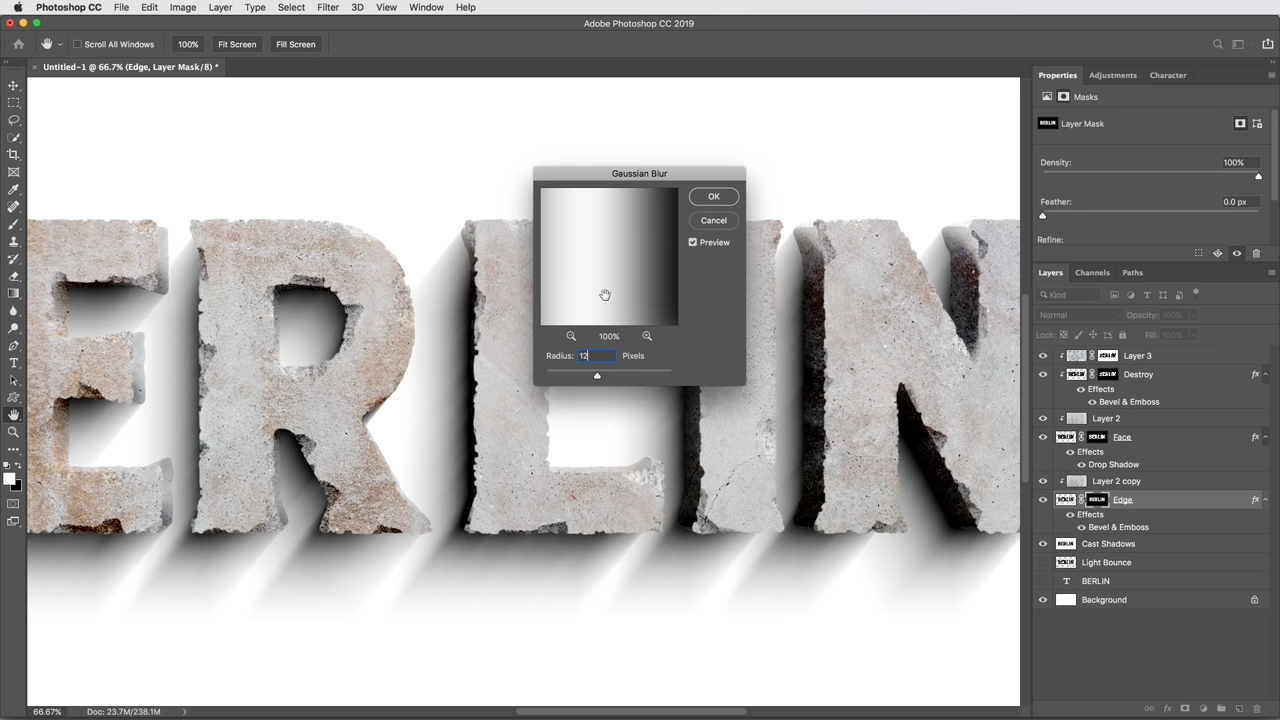 Photoshop CC File Edit Image Layer Type Select Filter 3D View Window Help
Adobe Photoshop CC 2019
Scroll All Windows 100% Fit Screen Fill Screen
× Untitled-1 @ 66.7% (Edge, Layer Mask/8) *
ERLIN
Gaussian Blur
OK
Cancel
Preview
100%
Radius: 12 Pixels
Properties Adjustments Character
Masks
BERLIN Layer Mask
Density: 100%
Feather: 0.0 px
Refine:
Layers Channels Paths
Kind
Normal Opacity: 100%
Lock: Fill: 100%
Layer 3
Destroy fx
Effects
Bevel & Emboss
Layer 2
Face fx
Effects
Drop Shadow
Layer 2 copy
Edge fx
Effects
Bevel & Emboss
Cast Shadows
Light Bounce
T BERLIN
Background
66.67% Doc: 23.7M/238.1M
fx